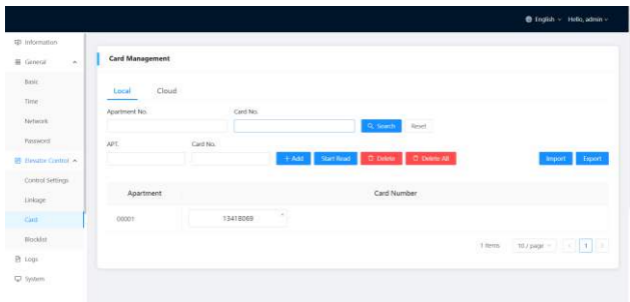 English Hello, admin
Information
General
Basic
Time
Network
Password
Elevator Control
Control Settings
Linkage
Card
Blocklist
Logs
System
Card Management
Local Cloud
Apartment No. Card No.
Search Reset
APT. Card No.
+ Add Start Read Delete Delete All Import Export
Apartment Card Number
00001 1341B089
1 items 10 / page < 1 >